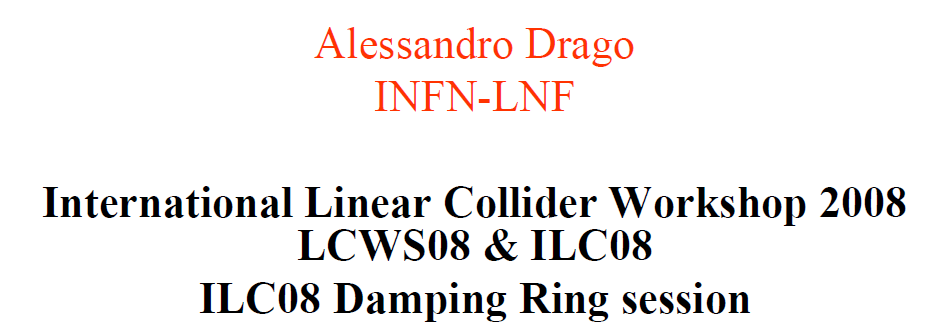 Alessandro Drago
INFN-LNF
International Linear Collider Workshop 2008
LCWS08 & ILC08
ILC08 Damping Ring session